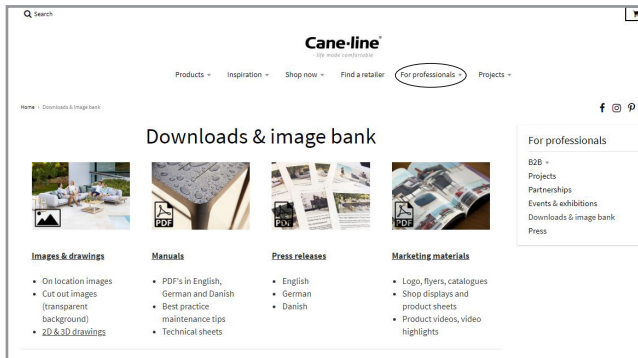 Search
Cane-line®
life made comfortable
Products Inspiration Shop now Find a retailer For professionals Projects
Home › Downloads & image bank
Downloads & image bank
For professionals
B2B
Projects
Partnerships
Events & exhibitions
Downloads & image bank
Press
PDF
PDF
PDF
Images & drawings
• On location images
• Cut out images
(transparent
background)
• 2D & 3D drawings
Manuals
• PDF's in English,
German and Danish
• Best practice
maintenance tips
• Technical sheets
Press releases
• English
• German
• Danish
Marketing materials
• Logo, flyers, catalogues
• Shop displays and
product sheets
• Product videos, video
highlights